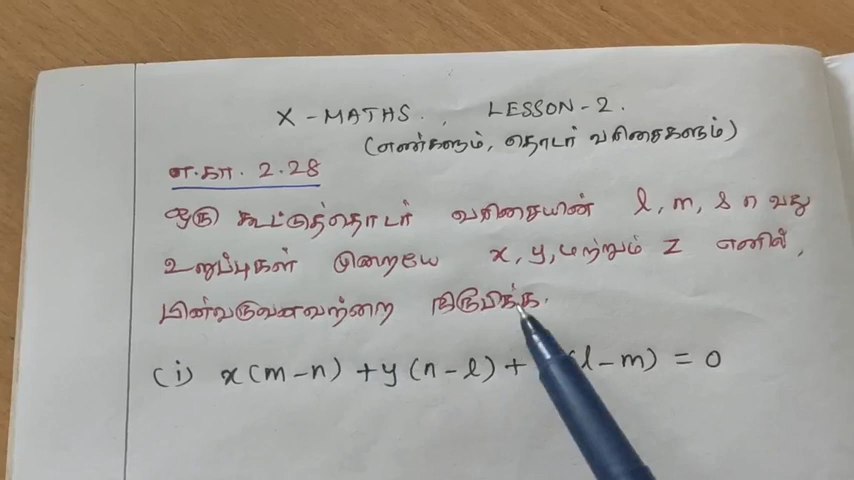 X - MATHS. , LESSON - 2.
(எண்களும், தொடர் வரிசைகளும்)
எ.கா. 2.28
ஒரு கூட்டுத்தொடர் வரிசையின் l, m, & n வது
உறுப்புகள் முறையே x, y, மற்றும் z எனில்,
பின்வருவனவற்றை நிரூபிக்க.
(i) x(m-n) + y(n-l) + (l-m) = 0